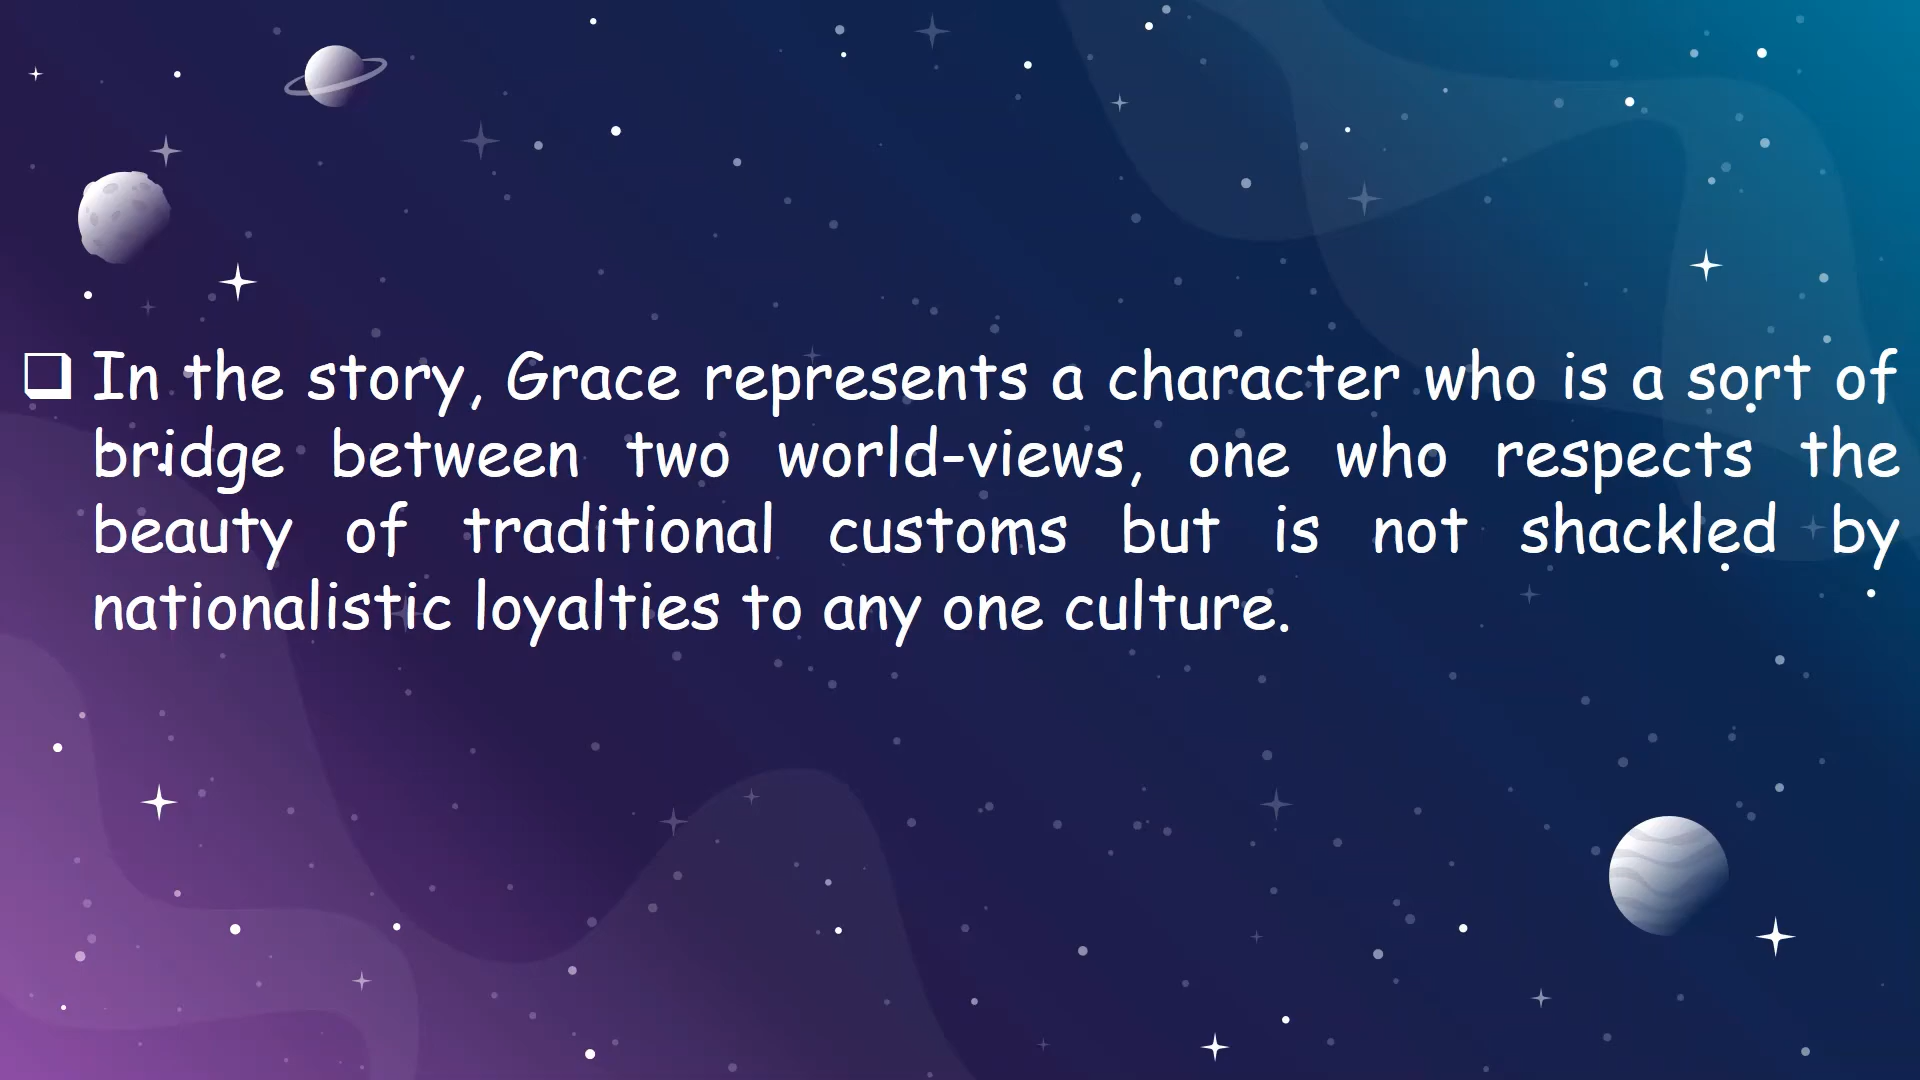 ❑ In the story, Grace represents a character who is a sort of
bridge between two world-views, one who respects the
beauty of traditional customs but is not shackled by
nationalistic loyalties to any one culture.